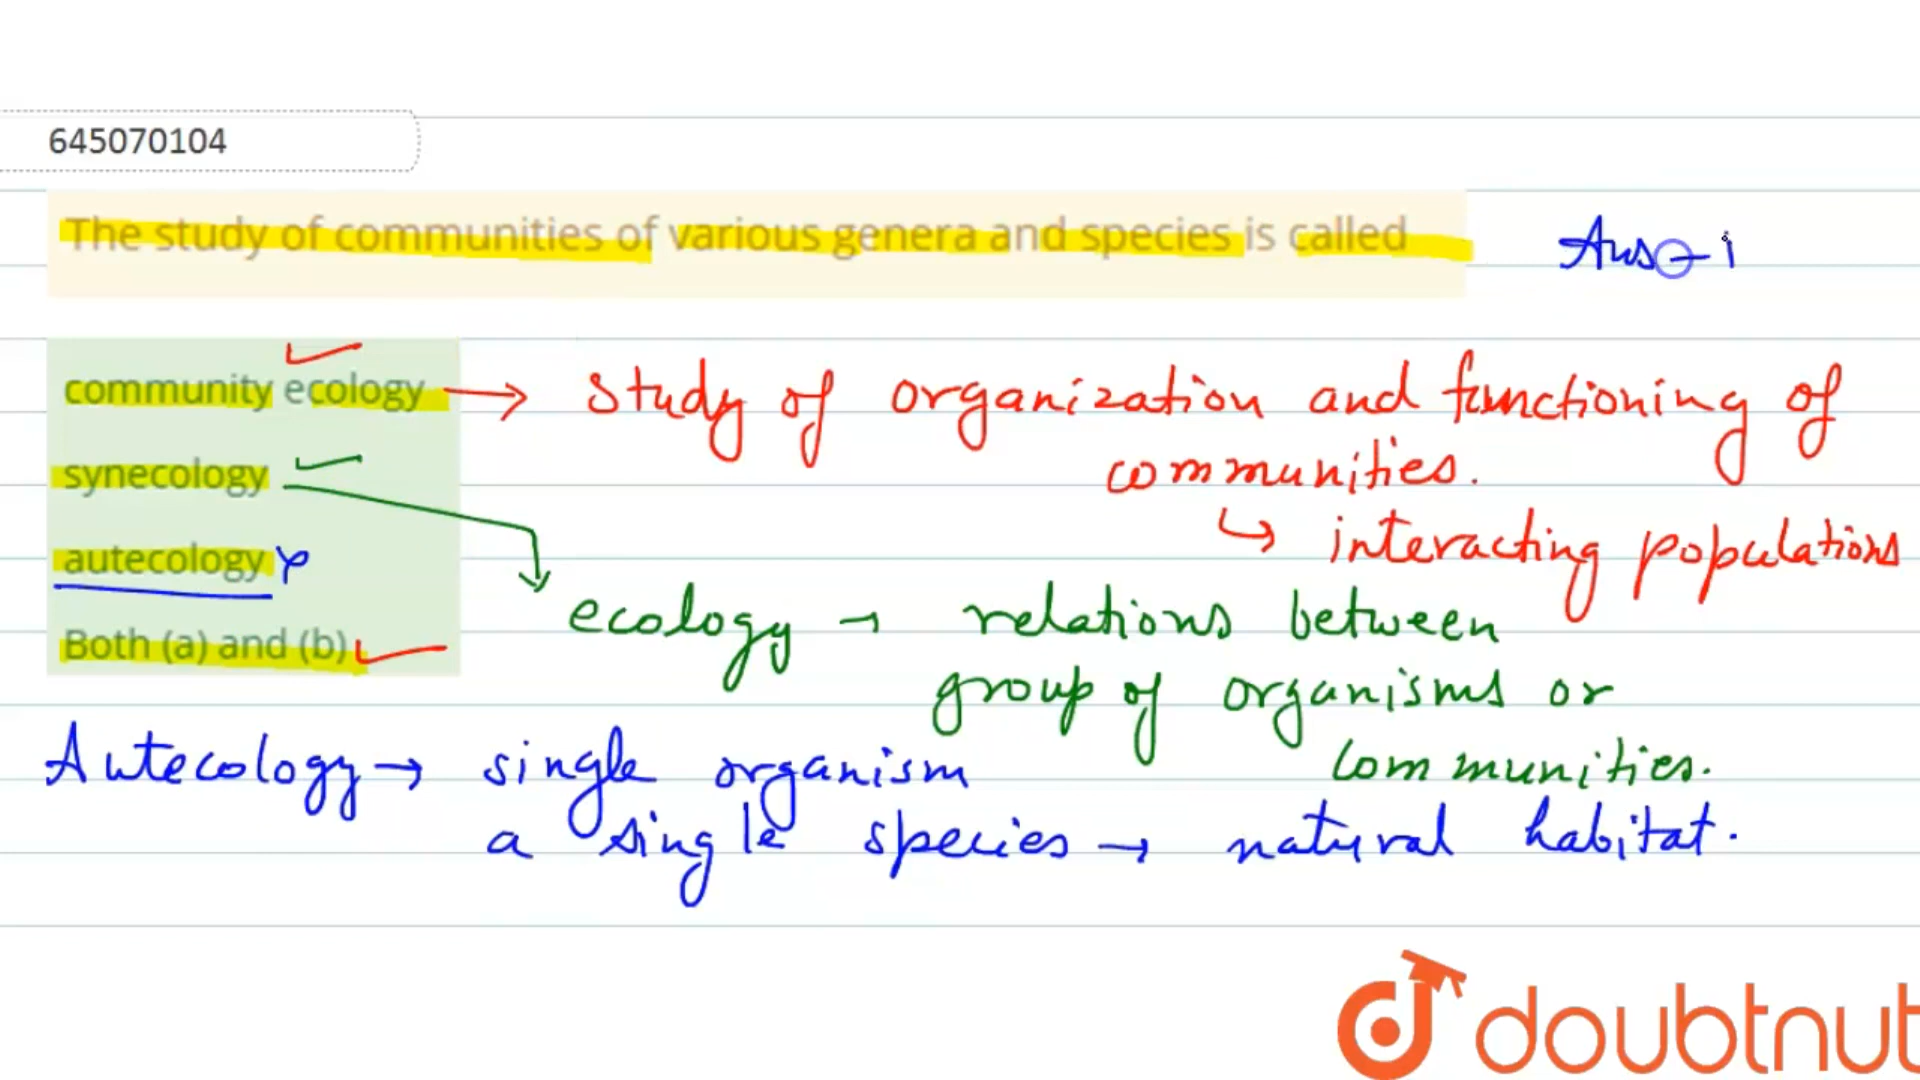 645070104
The study of communities of various genera and species is called
Ans - i
community ecology → study of organization and functioning of
communities.
synecology
↳ interacting populations
autecology
ecology → relations between
Both (a) and (b)
group of organisms or
communities.
Autecology → single organism
a single species → natural habitat.
doubtnut